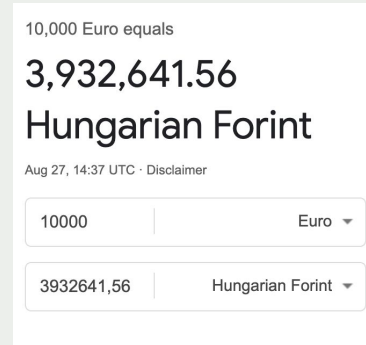 10,000 Euro equals
3,932,641.56
Hungarian Forint
Aug 27, 14:37 UTC · Disclaimer
10000 Euro
3932641,56 Hungarian Forint